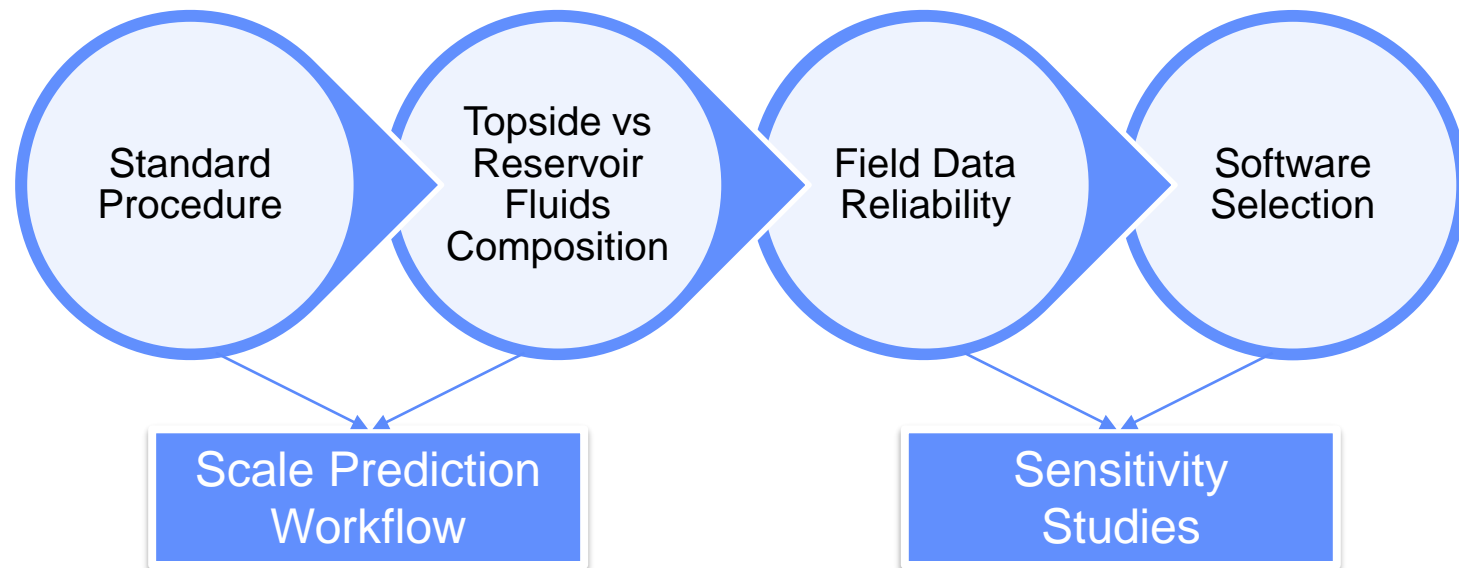 Standard
Procedure
Topside vs
Reservoir
Fluids
Composition
Field Data
Reliability
Software
Selection
Scale Prediction
Workflow
Sensitivity
Studies